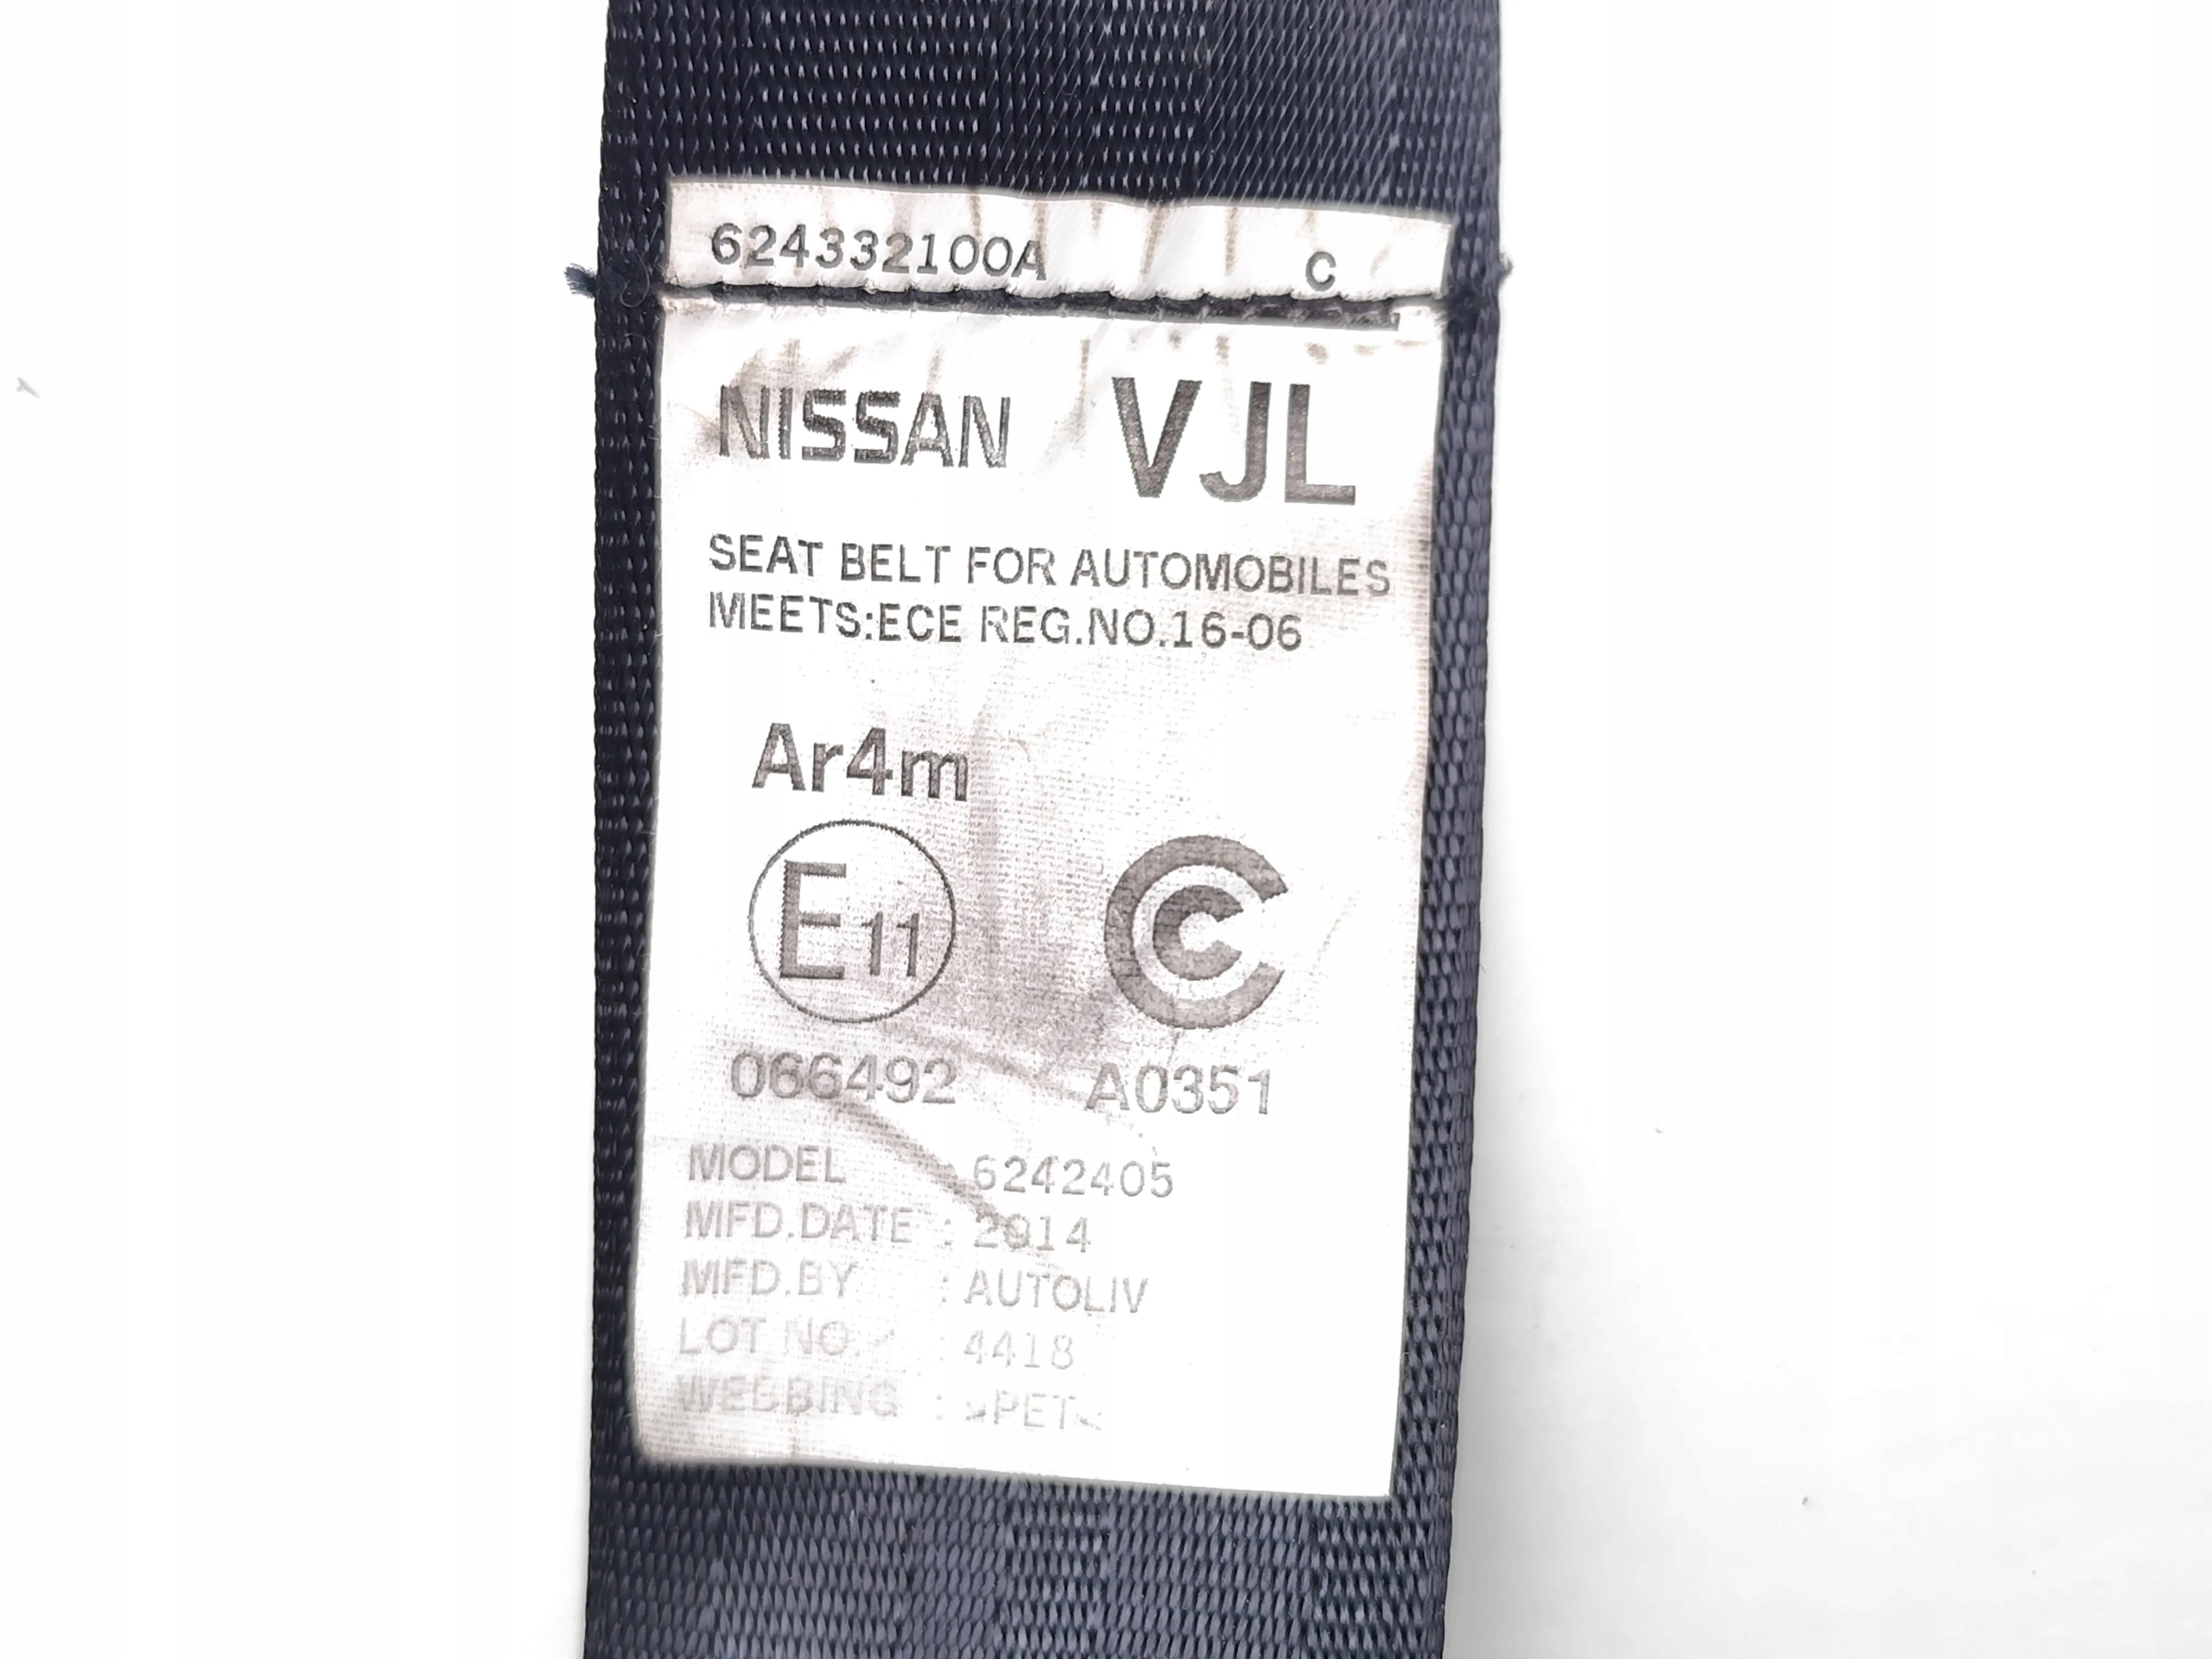 624332100A C
NISSAN VJL
SEAT BELT FOR AUTOMOBILES
MEETS:ECE REG.NO.16-06
Ar4m
E11 CC
066492 A0351
MODEL : 6242405
MFD.DATE : 2014
MFD.BY : AUTOLIV
LOT NO. : 4418
WEBBING : >PET<